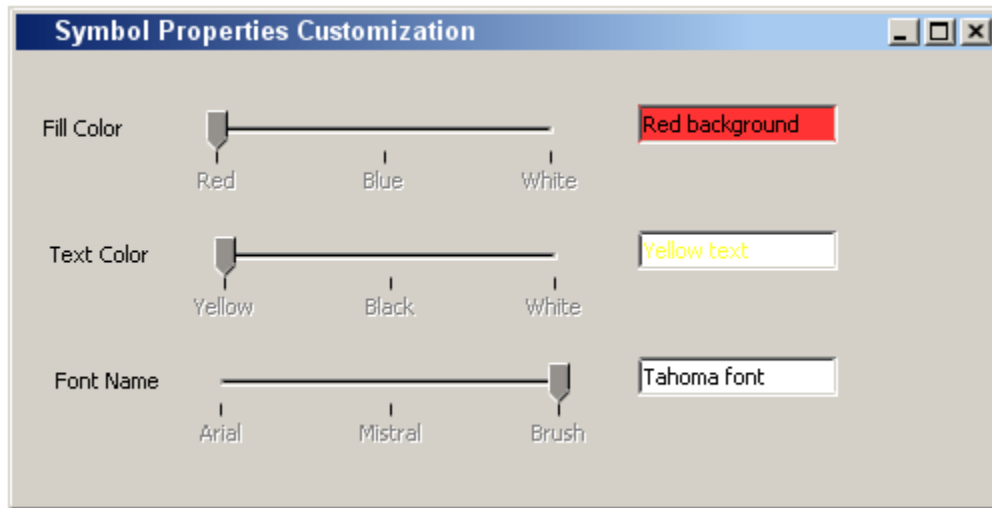 Symbol Properties Customization
Fill Color
Red background
Red
Blue
White
Text Color
Yellow text
Yellow
Black
White
Font Name
Tahoma font
Arial
Mistral
Brush